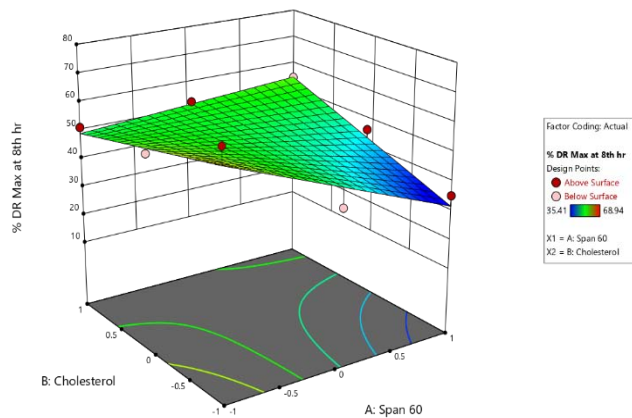 80
70
60
50
40
30
20
10
% DR Max at 8th hr
1
0.5
0
-0.5
-1
B: Cholesterol
-1
-0.5
0
0.5
1
A: Span 60
Factor Coding: Actual
% DR Max at 8th hr
Design Points:
Above Surface
Below Surface
35.41 68.94
X1 = A: Span 60
X2 = B: Cholesterol